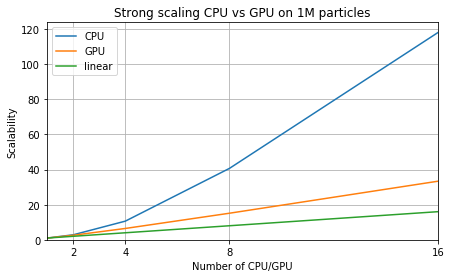 Strong scaling CPU vs GPU on 1M particles
CPU
GPU
linear
Scalability
120
100
80
60
40
20
0
2 4 8 16
Number of CPU/GPU